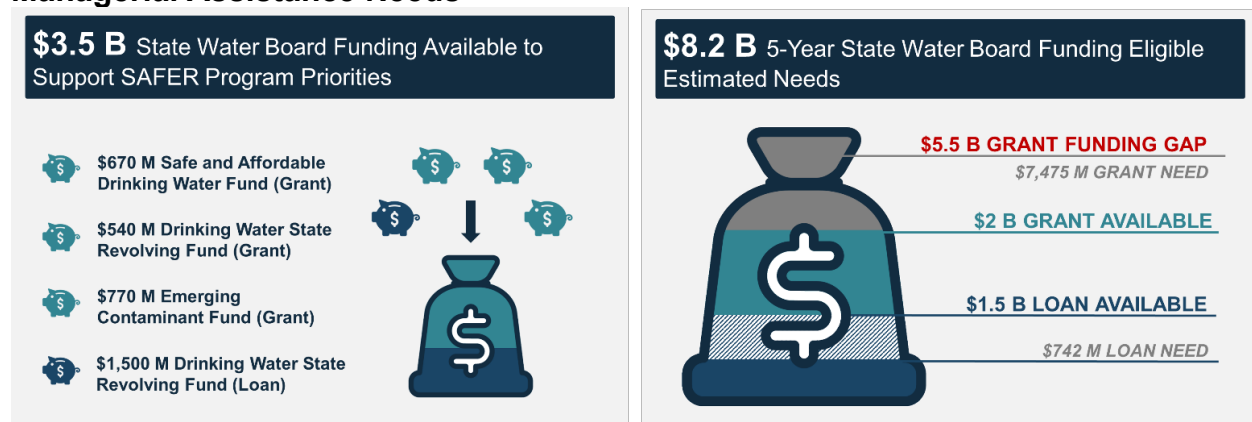 Managerial Assistance Needs
$3.5 B State Water Board Funding Available to
Support SAFER Program Priorities
$670 M Safe and Affordable
Drinking Water Fund (Grant)
$540 M Drinking Water State
Revolving Fund (Grant)
$770 M Emerging
Contaminant Fund (Grant)
$1,500 M Drinking Water State
Revolving Fund (Loan)
$8.2 B 5-Year State Water Board Funding Eligible
Estimated Needs
$5.5 B GRANT FUNDING GAP
$7,475 M GRANT NEED
$2 B GRANT AVAILABLE
$1.5 B LOAN AVAILABLE
$742 M LOAN NEED